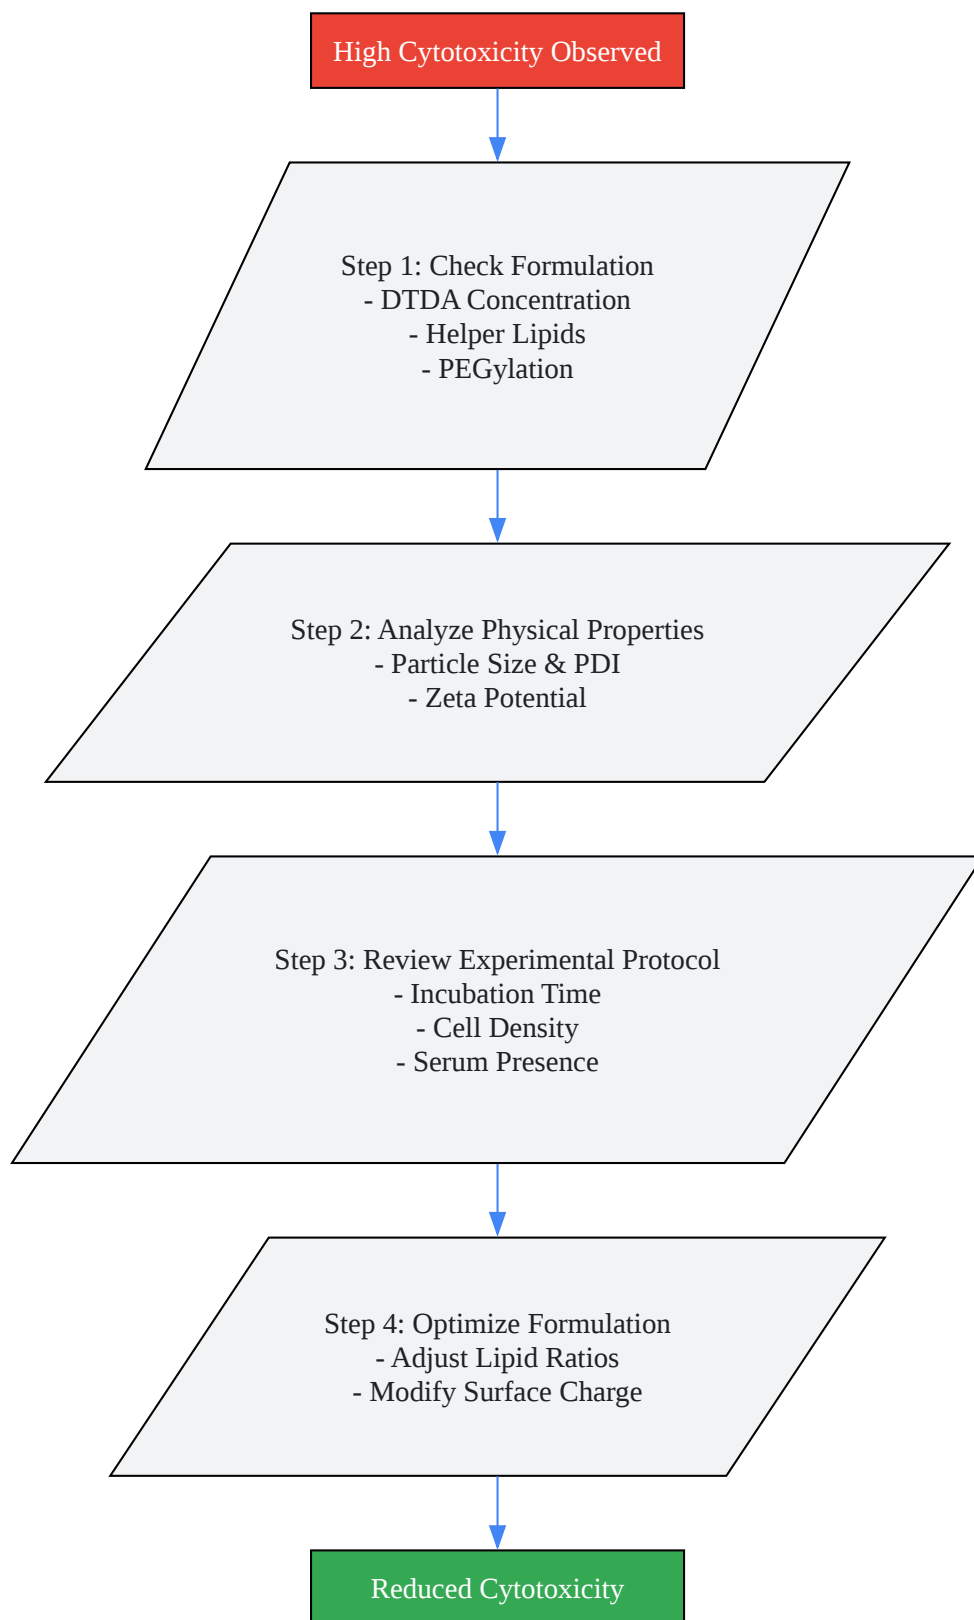 High Cytotoxicity Observed
Step 1: Check Formulation
- DTDA Concentration
- Helper Lipids
- PEGylation
Step 2: Analyze Physical Properties
- Particle Size & PDI
- Zeta Potential
Step 3: Review Experimental Protocol
- Incubation Time
- Cell Density
- Serum Presence
Step 4: Optimize Formulation
- Adjust Lipid Ratios
- Modify Surface Charge
Reduced Cytotoxicity